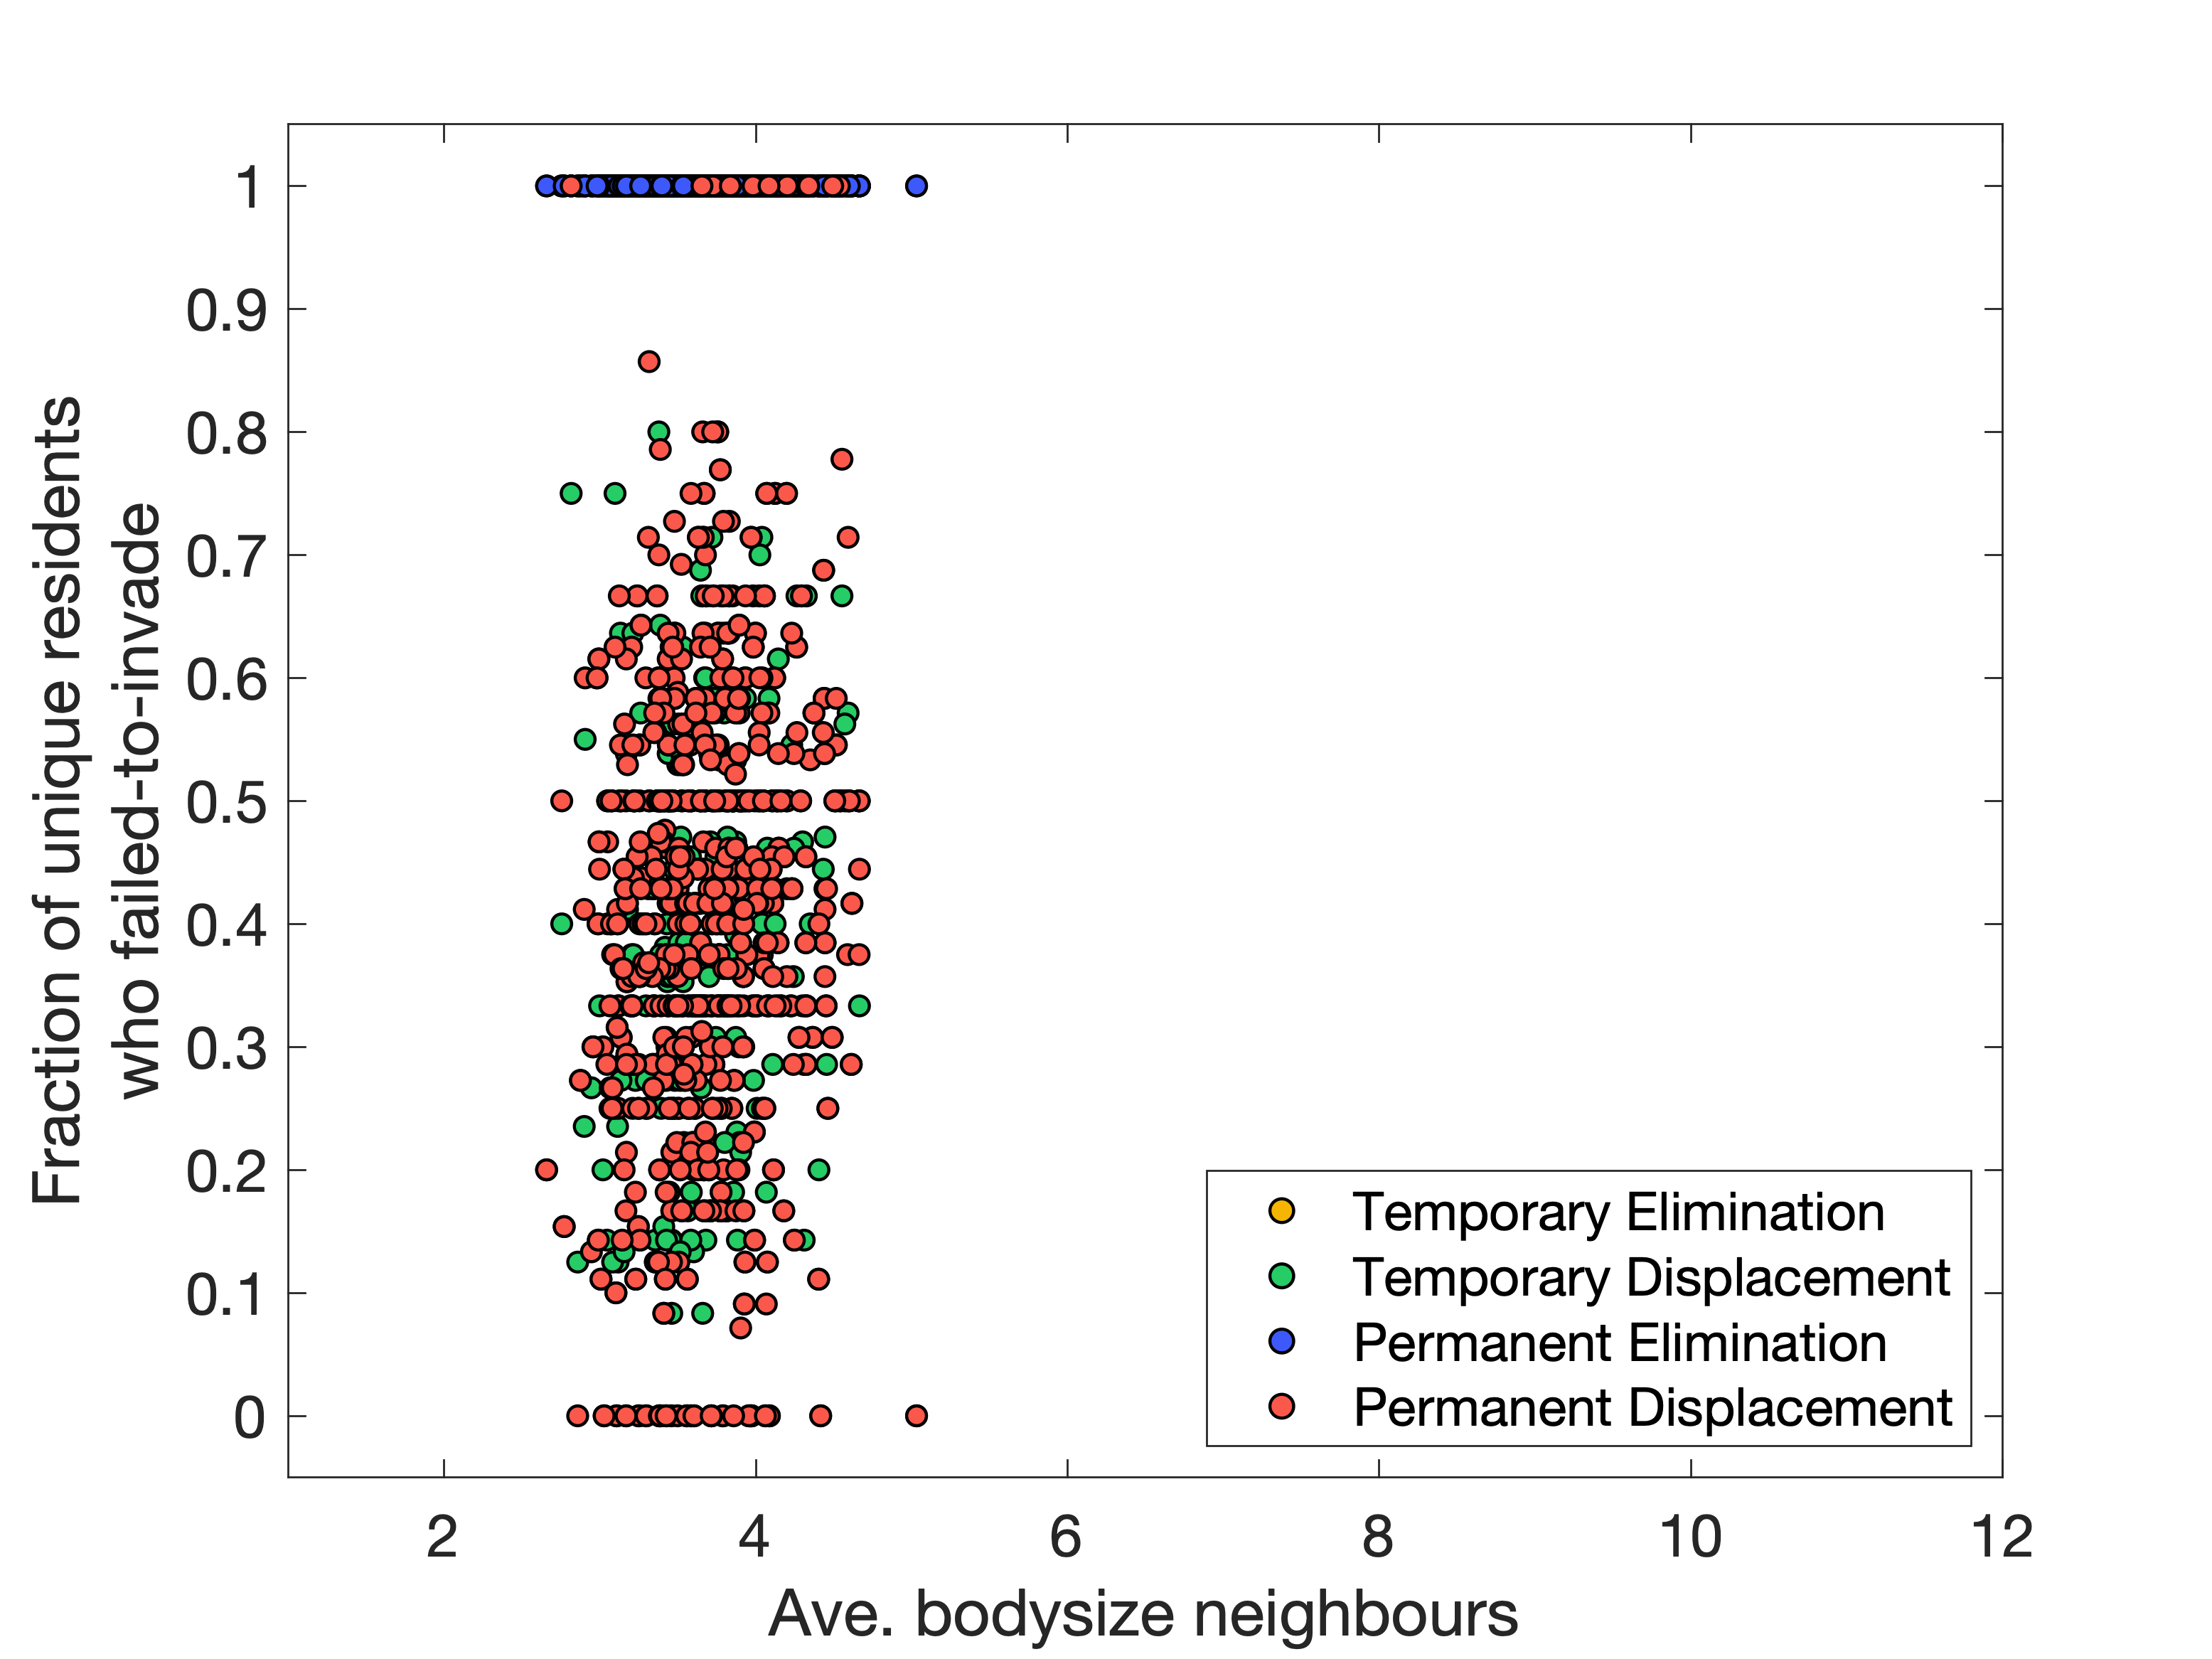 1
0.9
0.8
0.7
0.6
0.5
0.4
0.3
0.2
0.1
0
Fraction of unique residents
who failed-to-invade
Temporary Elimination
Temporary Displacement
Permanent Elimination
Permanent Displacement
2 4 6 8 10 12
Ave. bodysize neighbours